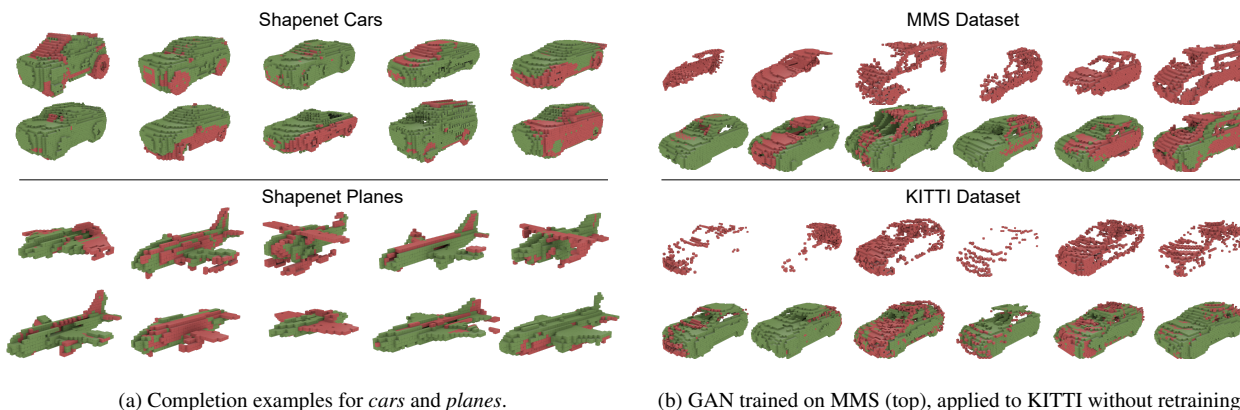 Shapenet Cars
Shapenet Planes
(a) Completion examples for cars and planes.
MMS Dataset
KITTI Dataset
(b) GAN trained on MMS (top), applied to KITTI without retraining